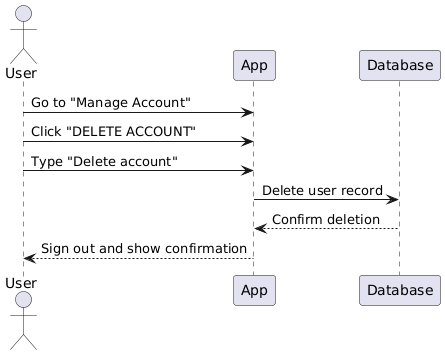 User
App
Database
Go to "Manage Account"
Click "DELETE ACCOUNT"
Type "Delete account"
Delete user record
Confirm deletion
Sign out and show confirmation
User
App
Database